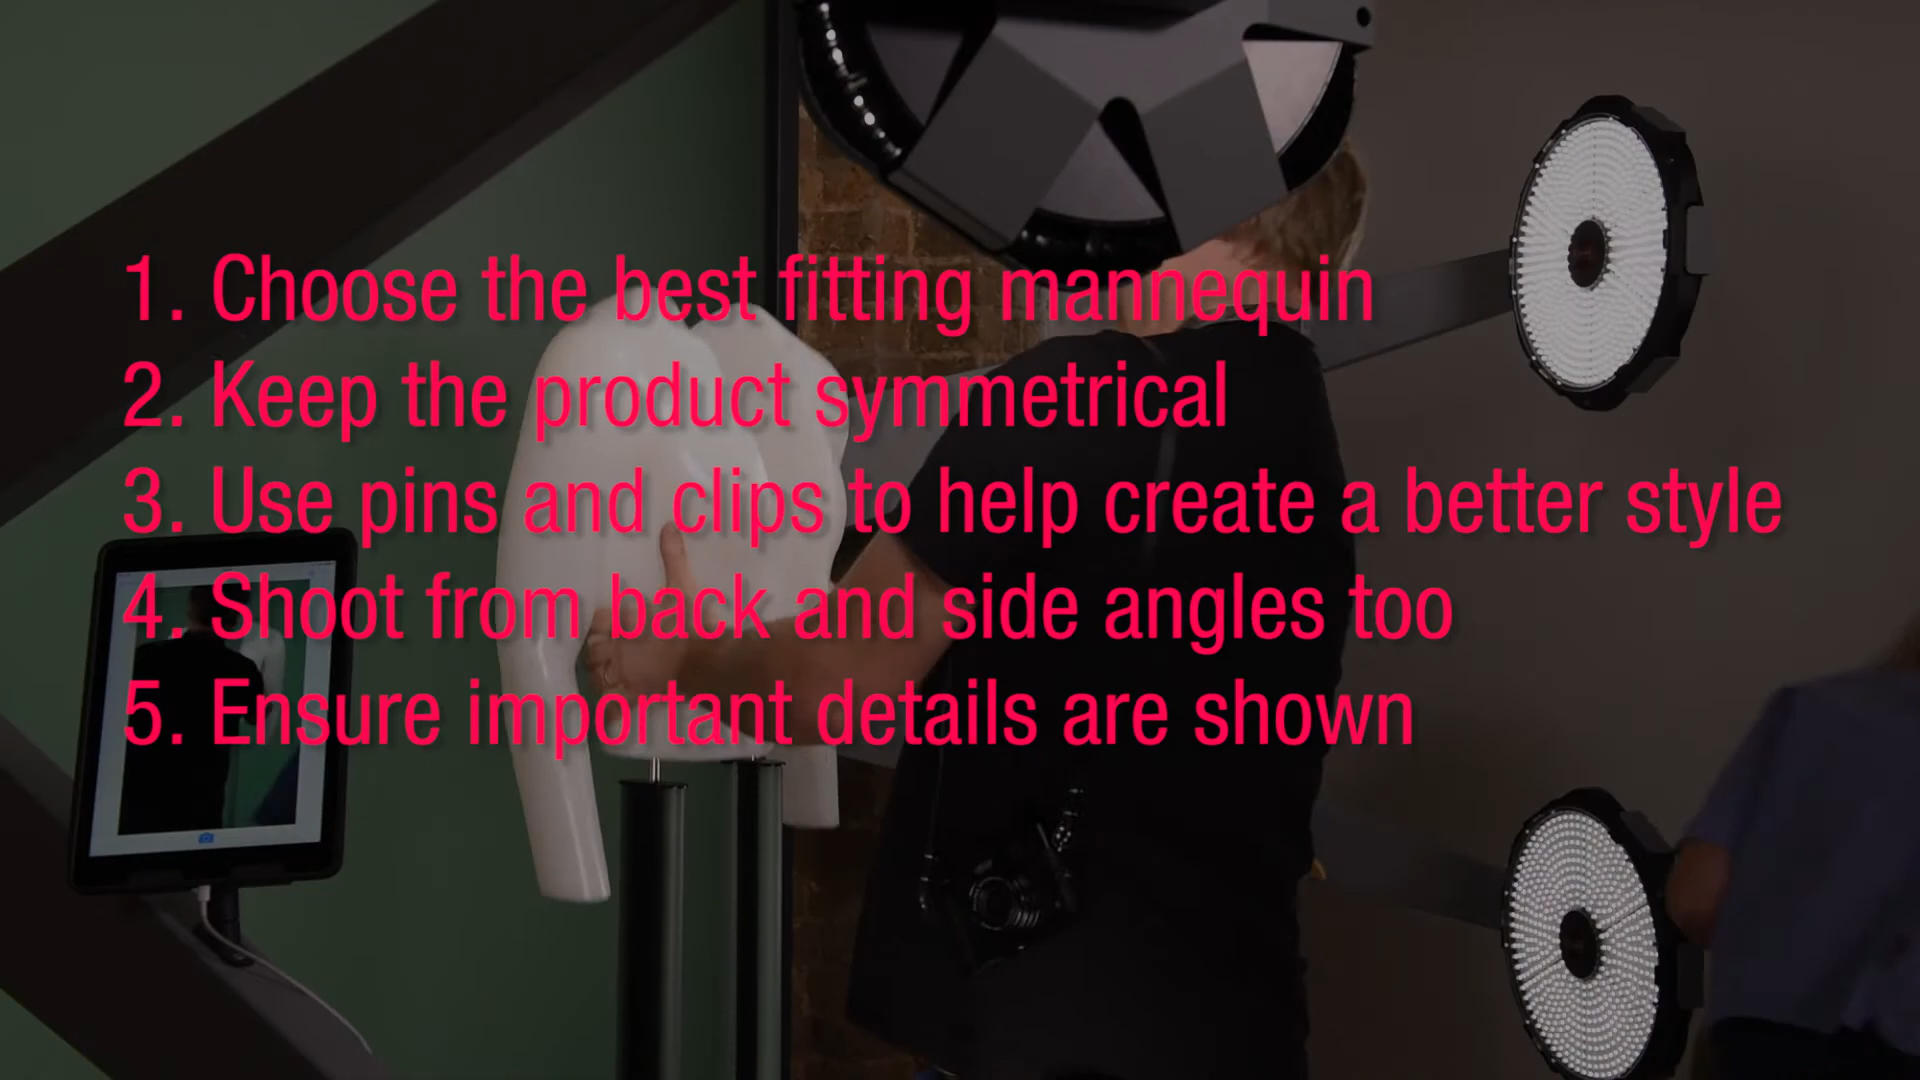 1. Choose the best fitting mannequin
2. Keep the product symmetrical
3. Use pins and clips to help create a better style
4. Shoot from back and side angles too
5. Ensure important details are shown